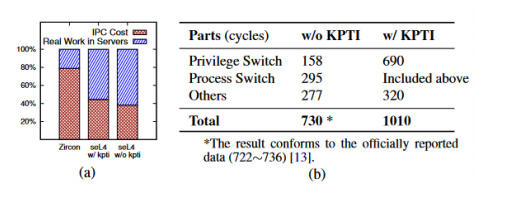 IPC Cost
Real Work in Servers
100%
80%
60%
40%
20%
Zircon
seL4
w/ kpti
seL4
w/o kpti
(a)
Parts (cycles) w/o KPTI w/ KPTI
Privilege Switch 158 690
Process Switch 295 Included above
Others 277 320
Total 730 * 1010
*The result conforms to the officially reported
data (722∼736) [13].
(b)